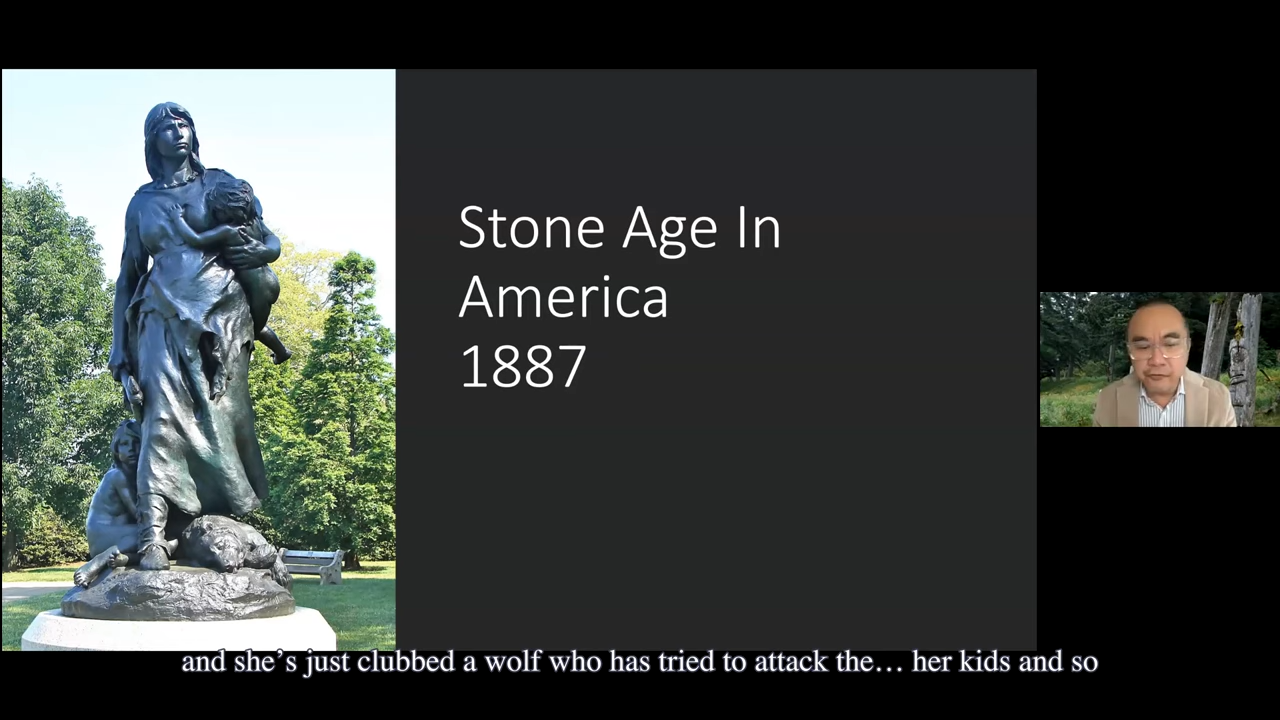 Stone Age In
America
1887
and she’s just clubbed a wolf who has tried to attack the… her kids and so